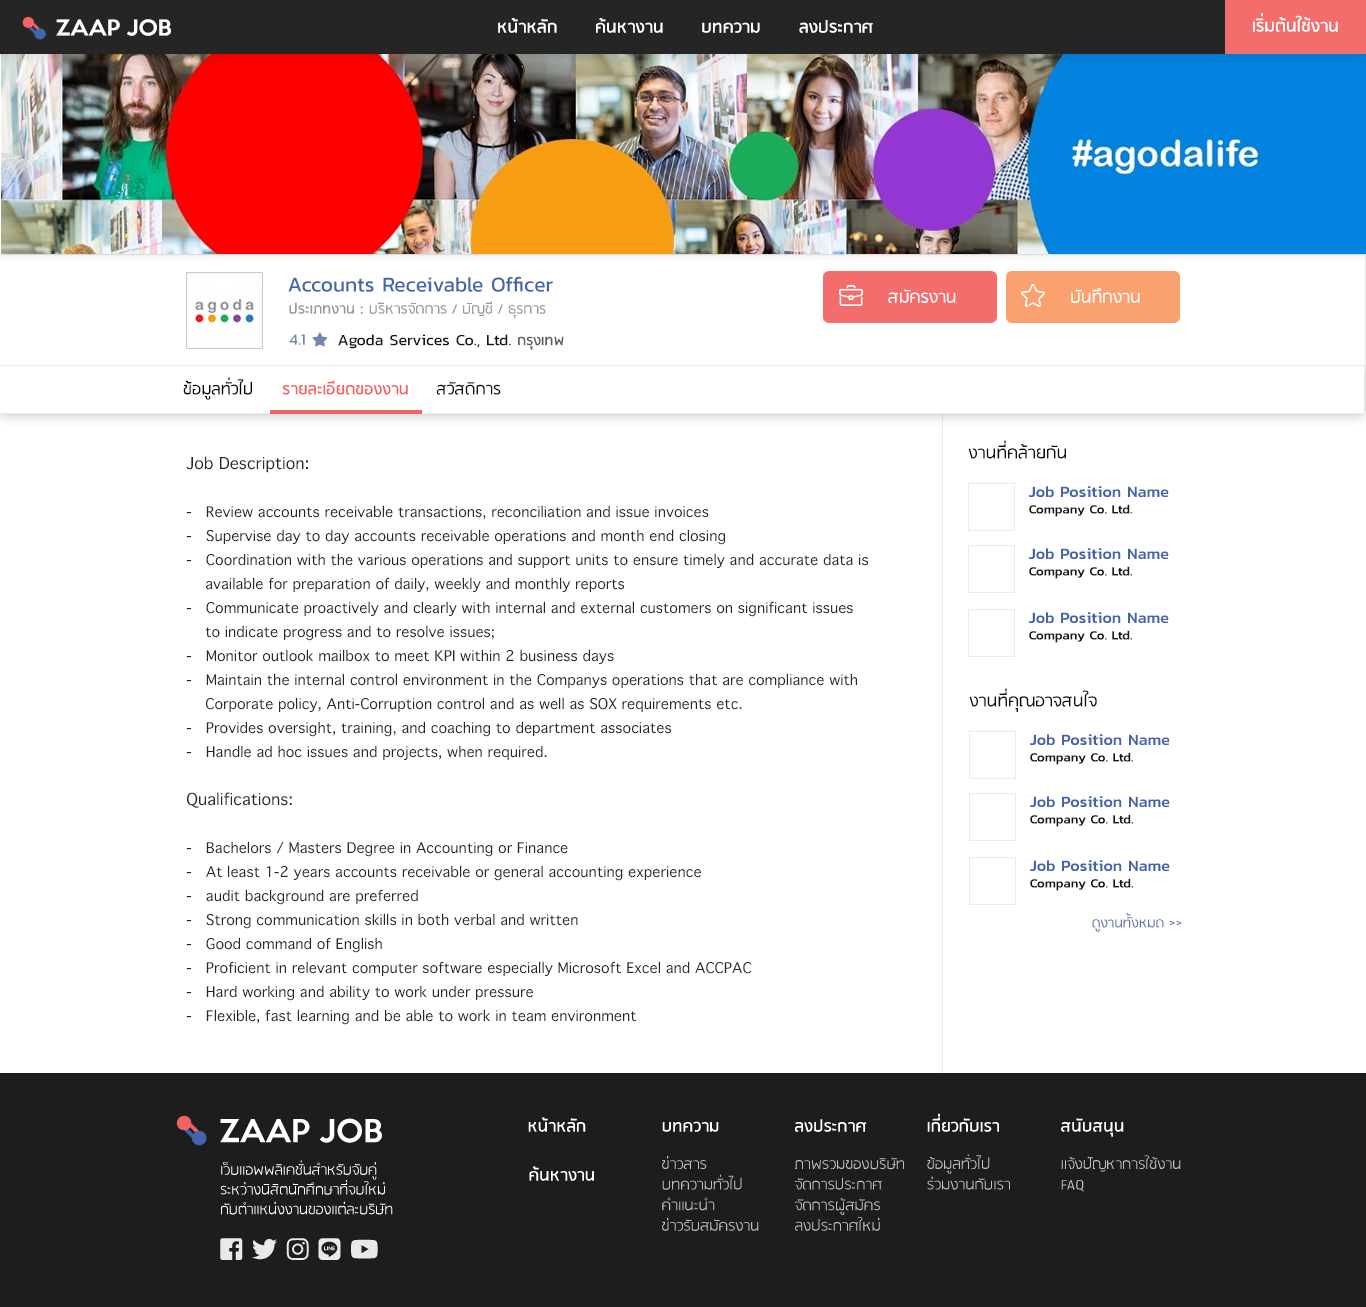 ZAAP JOB
หน้าหลัก
ค้นหางาน
บทความ
ลงประกาศ
เริ่มต้นใช้งาน
#agodalife
agoda
Accounts Receivable Officer
ประเภทงาน : บริหารจัดการ / บัญชี / ธุรการ
4.1 Agoda Services Co., Ltd. กรุงเทพ
สมัครงาน
บันทึกงาน
ข้อมูลทั่วไป
รายละเอียดของงาน
สวัสดิการ
Job Description:
- Review accounts receivable transactions, reconciliation and issue invoices
- Supervise day to day accounts receivable operations and month end closing
- Coordination with the various operations and support units to ensure timely and accurate data is
available for preparation of daily, weekly and monthly reports
- Communicate proactively and clearly with internal and external customers on significant issues
to indicate progress and to resolve issues;
- Monitor outlook mailbox to meet KPI within 2 business days
- Maintain the internal control environment in the Companys operations that are compliance with
Corporate policy, Anti-Corruption control and as well as SOX requirements etc.
- Provides oversight, training, and coaching to department associates
- Handle ad hoc issues and projects, when required.
Qualifications:
- Bachelors / Masters Degree in Accounting or Finance
- At least 1-2 years accounts receivable or general accounting experience
- audit background are preferred
- Strong communication skills in both verbal and written
- Good command of English
- Proficient in relevant computer software especially Microsoft Excel and ACCPAC
- Hard working and ability to work under pressure
- Flexible, fast learning and be able to work in team environment
งานที่คล้ายกัน
Job Position Name
Company Co. Ltd.
Job Position Name
Company Co. Ltd.
Job Position Name
Company Co. Ltd.
งานที่คุณอาจสนใจ
Job Position Name
Company Co. Ltd.
Job Position Name
Company Co. Ltd.
Job Position Name
Company Co. Ltd.
ดูงานทั้งหมด >>
ZAAP JOB
เว็บแอพพลิเคชั่นสำหรับจับคู่
ระหว่างนิสิตนักศึกษาที่จบใหม่
กับตำแหน่งงานของแต่ละบริษัท
LINE
หน้าหลัก
ค้นหางาน
บทความ
ข่าวสาร
บทความทั่วไป
คำแนะนำ
ข่าวรับสมัครงาน
ลงประกาศ
ภาพรวมของบริษัท
จัดการประกาศ
จัดการผู้สมัคร
ลงประกาศใหม่
เกี่ยวกับเรา
ข้อมูลทั่วไป
ร่วมงานกับเรา
สนับสนุน
แจ้งปัญหาการใช้งาน
FAQ